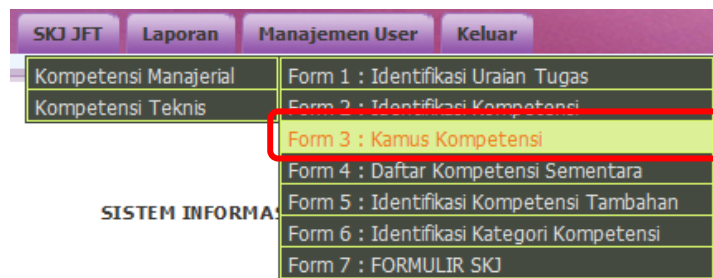 SKJ JFT Laporan Manajemen User Keluar
Kompetensi Manajerial Form 1 : Identifikasi Uraian Tugas
Kompetensi Teknis Form 2 : Identifikasi Kompetensi
Form 3 : Kamus Kompetensi
Form 4 : Daftar Kompetensi Sementara
SISTEM INFORMA Form 5 : Identifikasi Kompetensi Tambahan
Form 6 : Identifikasi Kategori Kompetensi
Form 7 : FORMULIR SKJ